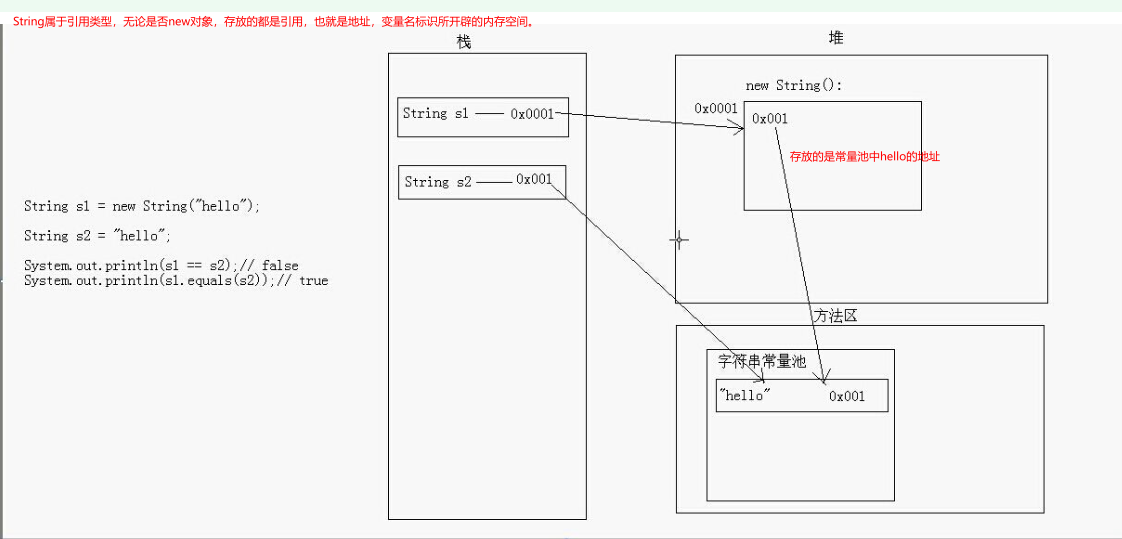 String属于引用类型，无论是否new对象，存放的都是引用，也就是地址，变量名标识所开辟的内存空间。
栈
堆
new String():
String s1
0x0001
0x0001
0x001
存放的是常量池中hello的地址
String s2
0x001
String s1 = new String("hello");
String s2 = "hello";
System.out.println(s1 == s2);// false
System.out.println(s1.equals(s2));// true
方法区
字符串常量池
"hello"
0x001